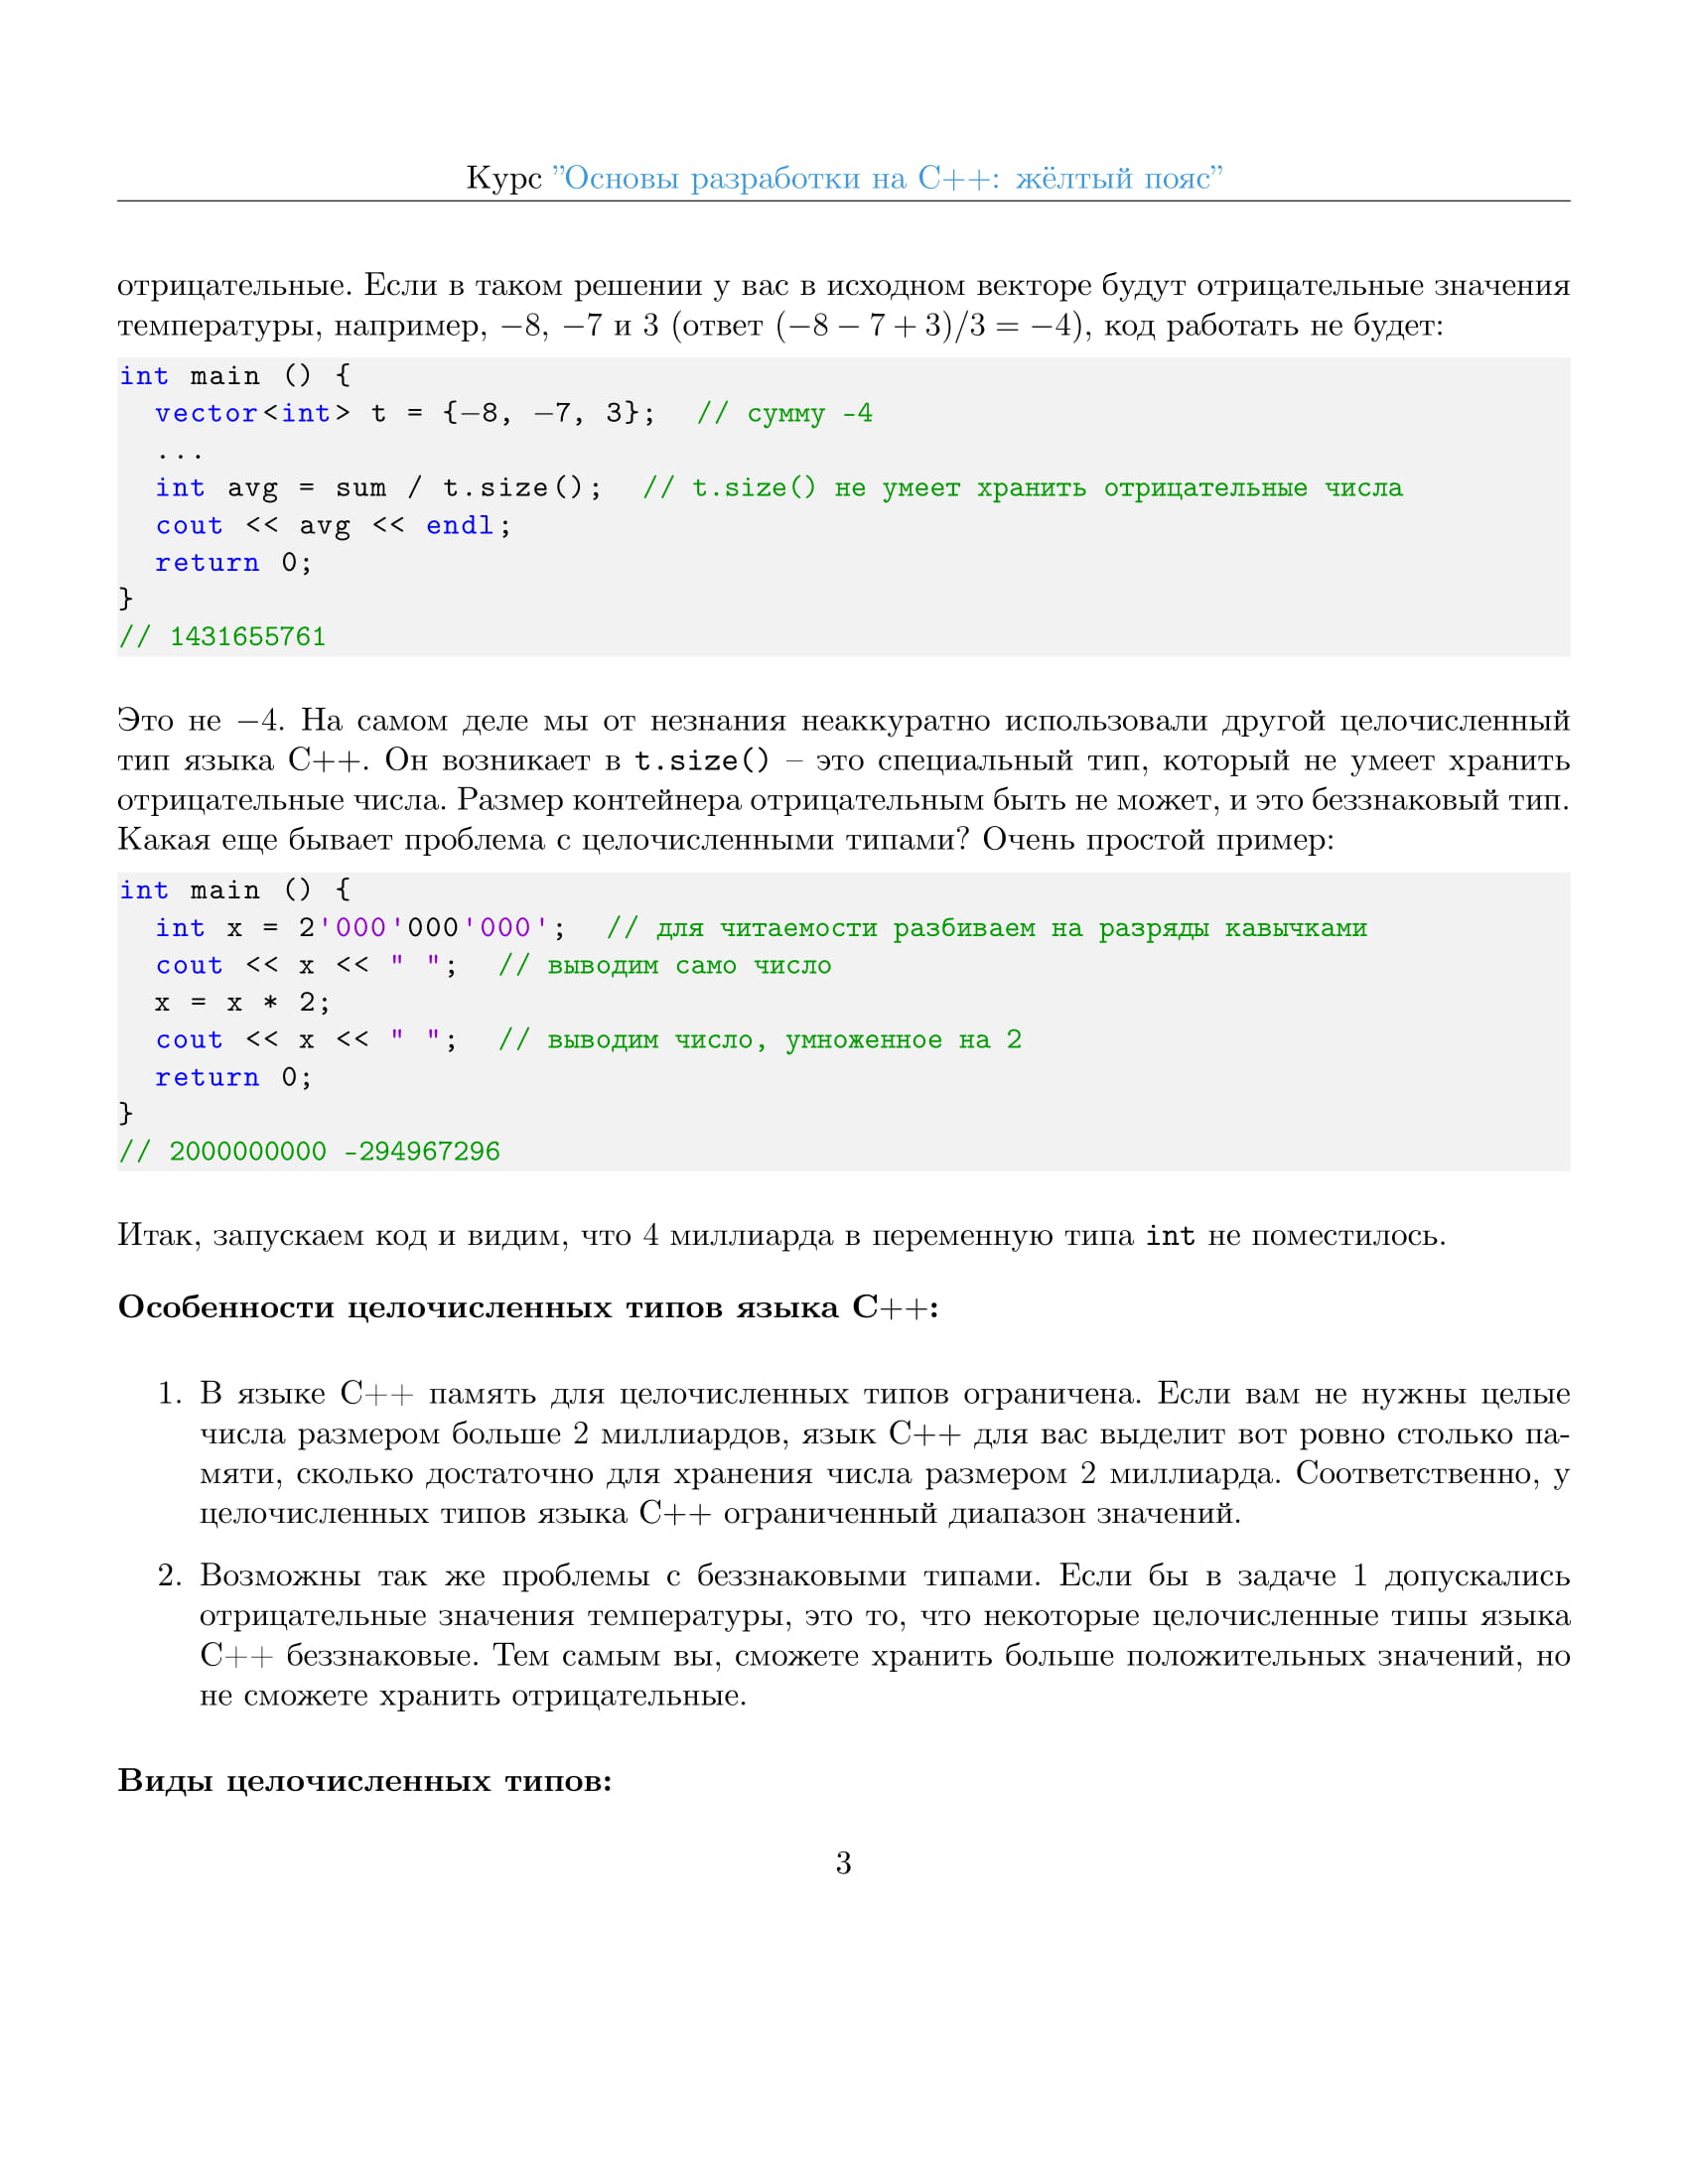 Курс ”Основы разработки на C++: жёлтый пояс”
отрицательные. Если в таком решении у вас в исходном векторе будут отрицательные значения
температуры, например, −8, −7 и 3 (ответ (−8 − 7 + 3)/3 = −4), код работать не будет:
int main () {
  vector<int> t = {−8, −7, 3};  // сумму -4
  ...
  int avg = sum / t.size();  // t.size() не умеет хранить отрицательные числа
  cout << avg << endl;
  return 0;
}
// 1431655761
Это не −4. На самом деле мы от незнания неаккуратно использовали другой целочисленный
тип языка C++. Он возникает в t.size() – это специальный тип, который не умеет хранить
отрицательные числа. Размер контейнера отрицательным быть не может, и это беззнаковый тип.
Какая еще бывает проблема с целочисленными типами? Очень простой пример:
int main () {
  int x = 2'000'000'000';  // для читаемости разбиваем на разряды кавычками
  cout << x << " ";  // выводим само число
  x = x * 2;
  cout << x << " ";  // выводим число, умноженное на 2
  return 0;
}
// 2000000000 -294967296
Итак, запускаем код и видим, что 4 миллиарда в переменную типа int не поместилось.
Особенности целочисленных типов языка C++:
1. В языке C++ память для целочисленных типов ограничена. Если вам не нужны целые
числа размером больше 2 миллиардов, язык C++ для вас выделит вот ровно столько па-
мяти, сколько достаточно для хранения числа размером 2 миллиарда. Соответственно, у
целочисленных типов языка C++ ограниченный диапазон значений.
2. Возможны так же проблемы с беззнаковыми типами. Если бы в задаче 1 допускались
отрицательные значения температуры, это то, что некоторые целочисленные типы языка
C++ беззнаковые. Тем самым вы, сможете хранить больше положительных значений, но
не сможете хранить отрицательные.
Виды целочисленных типов:
3